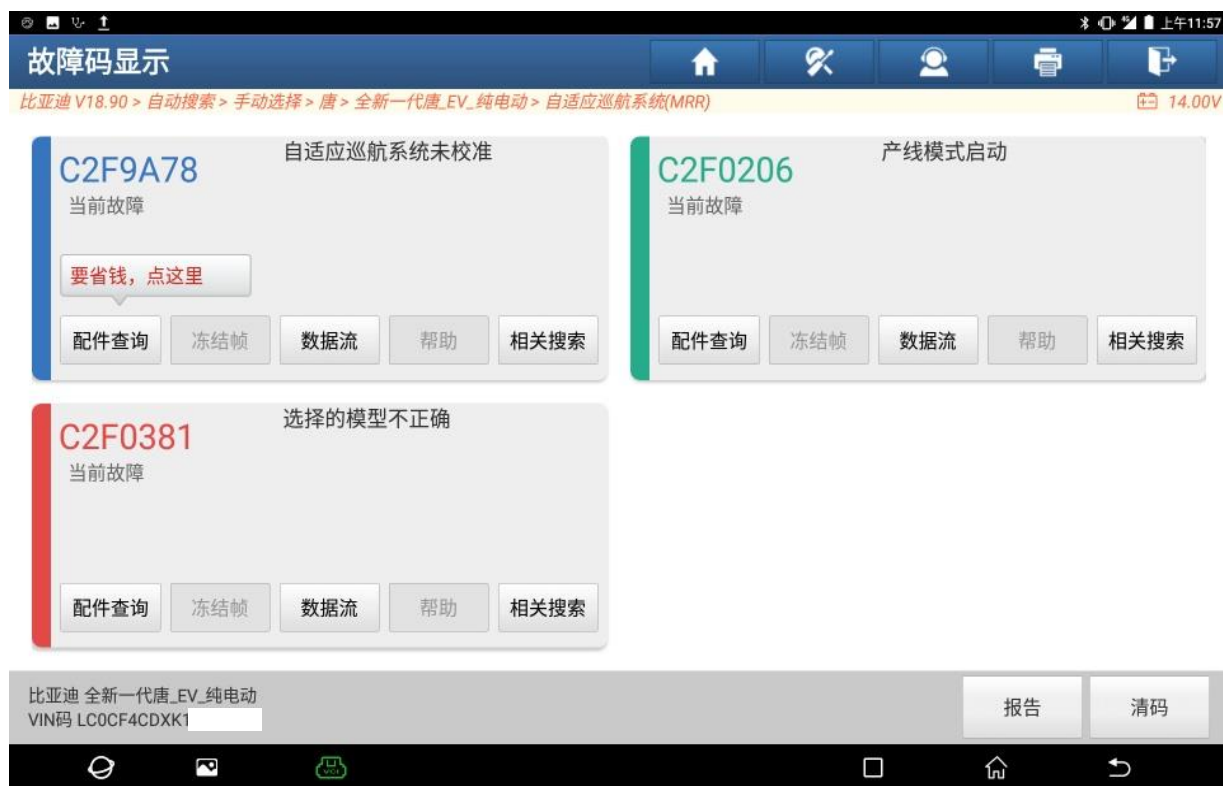 上午11:57
故障码显示
比亚迪 V18.90 > 自动搜索 > 手动选择 > 唐 > 全新一代唐_EV_纯电动 > 自适应巡航系统(MRR)
14.00V
C2F9A78
自适应巡航系统未校准
当前故障
要省钱，点这里
配件查询 冻结帧 数据流 帮助 相关搜索
C2F0206
产线模式启动
当前故障
配件查询 冻结帧 数据流 帮助 相关搜索
C2F0381
选择的模型不正确
当前故障
配件查询 冻结帧 数据流 帮助 相关搜索
比亚迪 全新一代唐_EV_纯电动
VIN码 LC0CF4CDXK1
报告
清码
VCI